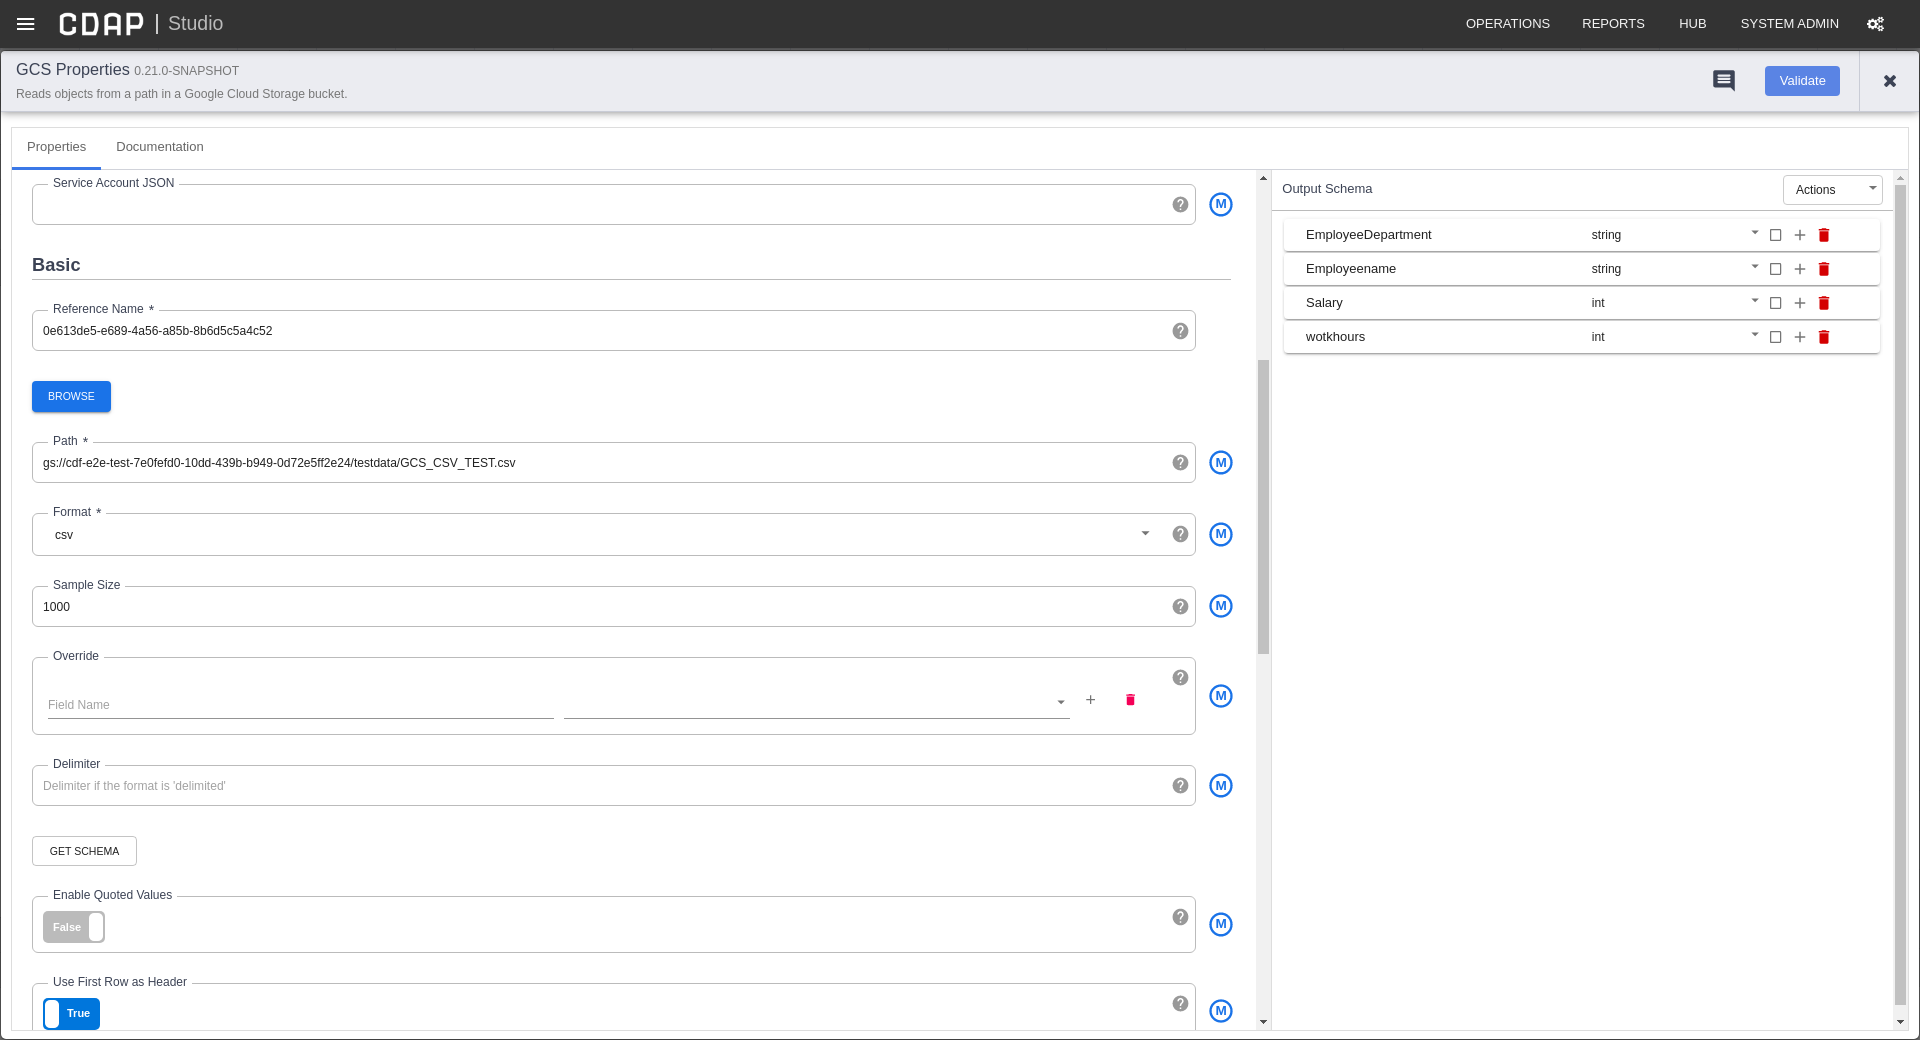 CDAP | Studio
OPERATIONS REPORTS HUB SYSTEM ADMIN
GCS Properties 0.21.0-SNAPSHOT
Reads objects from a path in a Google Cloud Storage bucket.
Validate
Properties Documentation
Service Account JSON
M
Basic
Reference Name *
0e613de5-e689-4a56-a85b-8b6d5c5a4c52
BROWSE
Path *
gs://cdf-e2e-test-7e0fefd0-10dd-439b-b949-0d72e5ff2e24/testdata/GCS_CSV_TEST.csv
M
Format *
csv
M
Sample Size
1000
M
Override
Field Name
M
Delimiter
Delimiter if the format is 'delimited'
M
GET SCHEMA
Enable Quoted Values
False
M
Use First Row as Header
True
M
Output Schema
Actions
EmployeeDepartment string
Employeename string
Salary int
wotkhours int